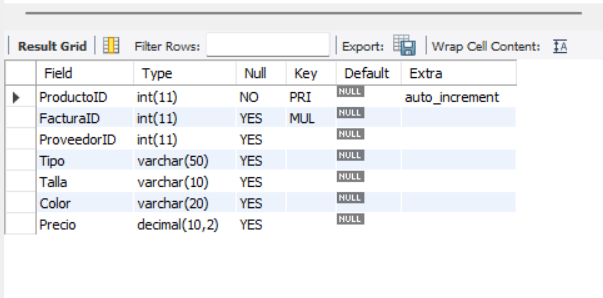 Result Grid Filter Rows: Export: Wrap Cell Content: IA
Field Type Null Key Default Extra
ProductoID int(11) NO PRI NULL auto_increment
FacturaID int(11) YES MUL NULL
ProveedorID int(11) YES NULL
Tipo varchar(50) YES NULL
Talla varchar(10) YES NULL
Color varchar(20) YES NULL
Precio decimal(10,2) YES NULL